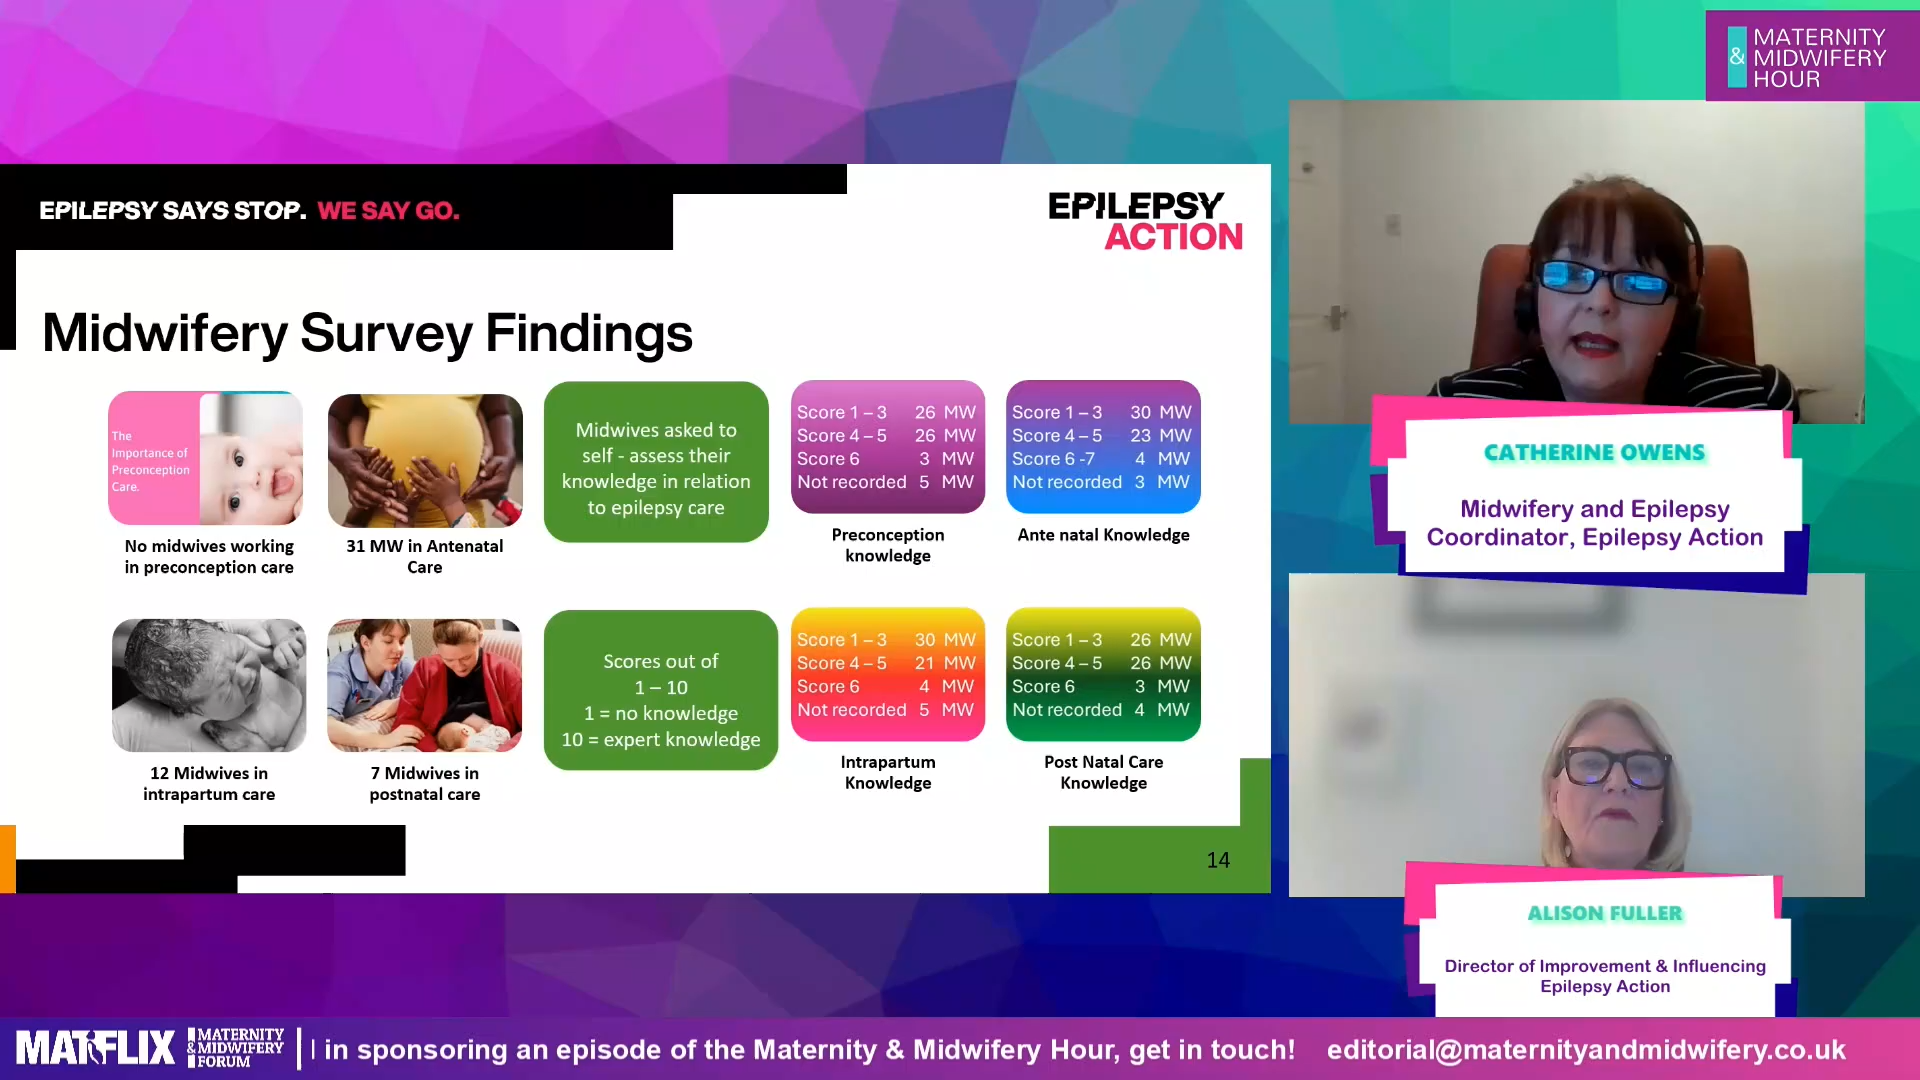 & MATERNITY
MIDWIFERY
HOUR
EPILEPSY SAYS STOP. WE SAY GO.
EPILEPSY
ACTION
Midwifery Survey Findings
The
Importance of
Preconception
Care.
No midwives working
in preconception care
31 MW in Antenatal
Care
Midwives asked to
self - assess their
knowledge in relation
to epilepsy care
Score 1 – 3 26 MW
Score 4 – 5 26 MW
Score 6 3 MW
Not recorded 5 MW
Preconception
knowledge
Score 1 – 3 30 MW
Score 4 – 5 23 MW
Score 6 -7 4 MW
Not recorded 3 MW
Ante natal Knowledge
12 Midwives in
intrapartum care
7 Midwives in
postnatal care
Scores out of
1 – 10
1 = no knowledge
10 = expert knowledge
Score 1 – 3 30 MW
Score 4 – 5 21 MW
Score 6 4 MW
Not recorded 5 MW
Intrapartum
Knowledge
Score 1 – 3 26 MW
Score 4 – 5 26 MW
Score 6 3 MW
Not recorded 4 MW
Post Natal Care
Knowledge
14
CATHERINE OWENS
Midwifery and Epilepsy
Coordinator, Epilepsy Action
ALISON FULLER
Director of Improvement & Influencing
Epilepsy Action
MATFLIX
MATERNITY
& MIDWIFERY
FORUM
in sponsoring an episode of the Maternity & Midwifery Hour, get in touch! editorial@maternityandmidwifery.co.uk